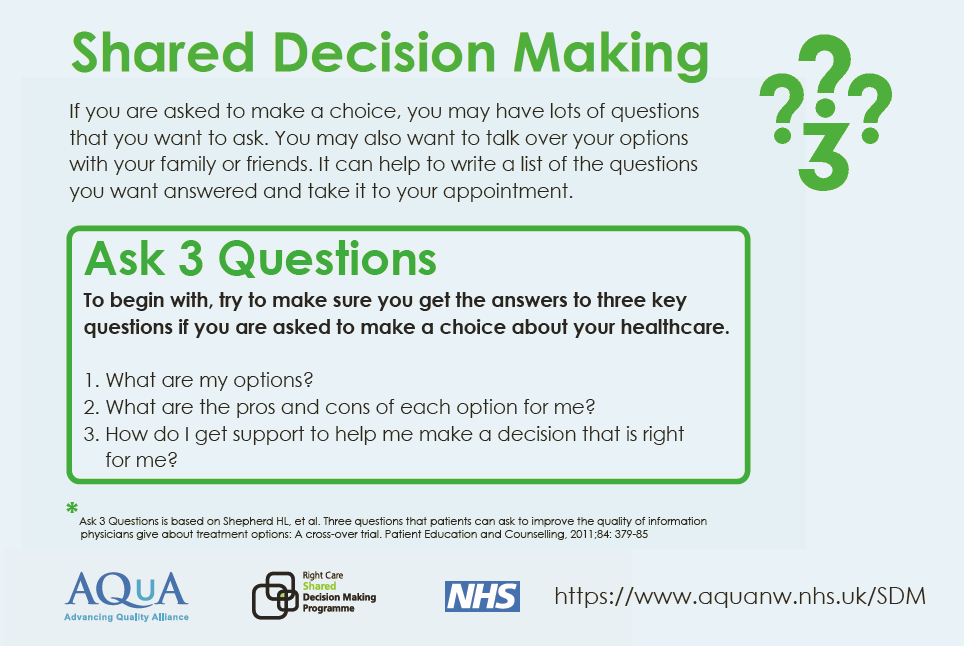 Shared Decision Making
???
3
If you are asked to make a choice, you may have lots of questions
that you want to ask. You may also want to talk over your options
with your family or friends. It can help to write a list of the questions
you want answered and take it to your appointment.
Ask 3 Questions
To begin with, try to make sure you get the answers to three key
questions if you are asked to make a choice about your healthcare.
1. What are my options?
2. What are the pros and cons of each option for me?
3. How do I get support to help me make a decision that is right
for me?
* Ask 3 Questions is based on Shepherd HL, et al. Three questions that patients can ask to improve the quality of information
physicians give about treatment options: A cross-over trial. Patient Education and Counselling, 2011;84: 379-85
AQuA
Advancing Quality Alliance
Right Care
Shared
Decision Making
Programme
NHS
https://www.aquanw.nhs.uk/SDM